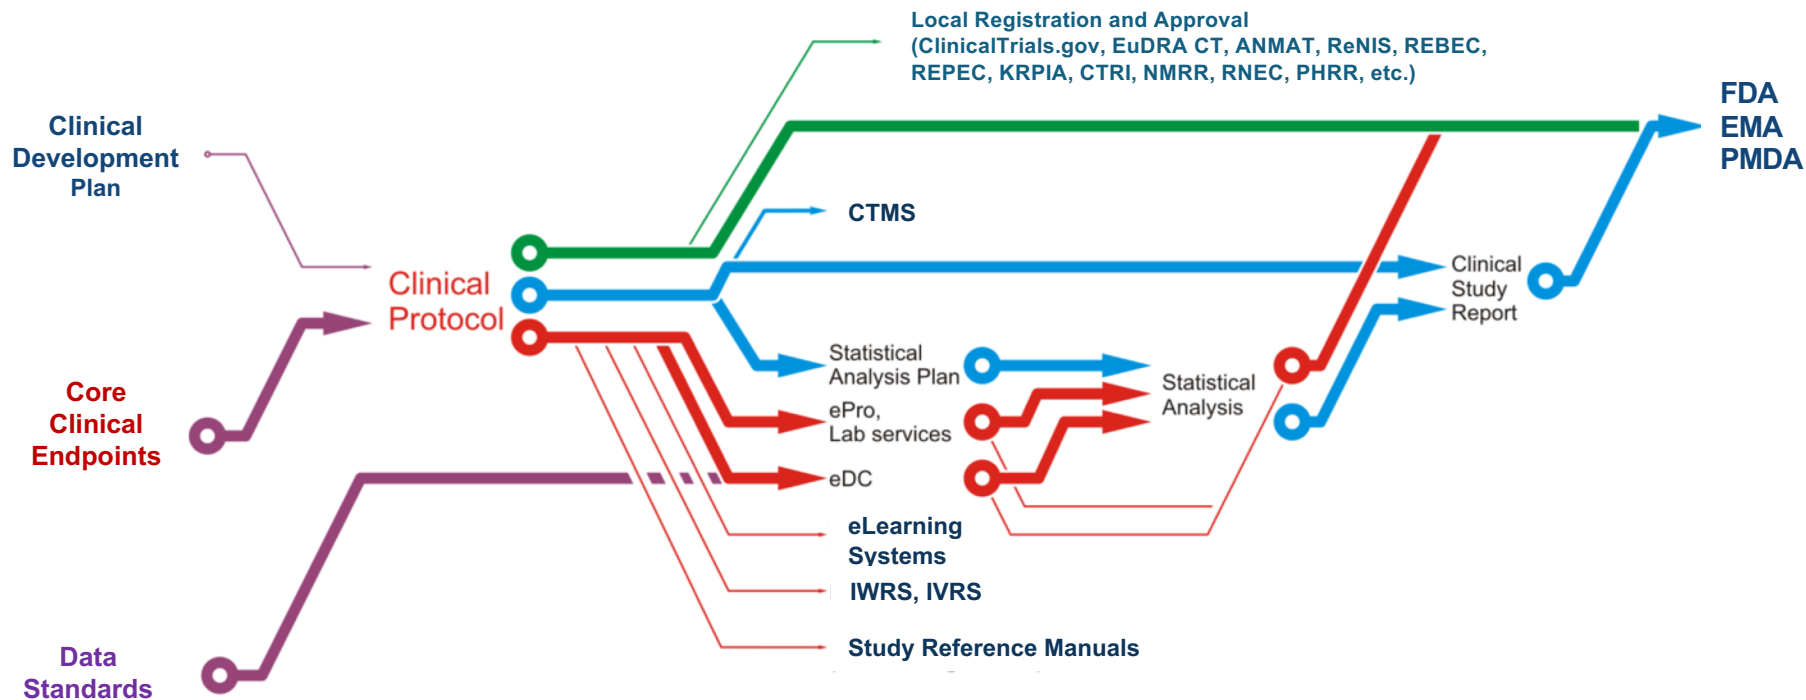 Local Registration and Approval
(ClinicalTrials.gov, EuDRA CT, ANMAT, ReNIS, REBEC,
REPEC, KRPIA, CTRI, NMRR, RNEC, PHRR, etc.)
FDA
EMA
PMDA
Clinical
Development
Plan
CTMS
Clinical
Protocol
Clinical
Study
Report
Statistical
Analysis Plan
Statistical
Analysis
ePro,
Lab services
Core
Clinical
Endpoints
eDC
eLearning
Systems
IWRS, IVRS
Study Reference Manuals
Data
Standards